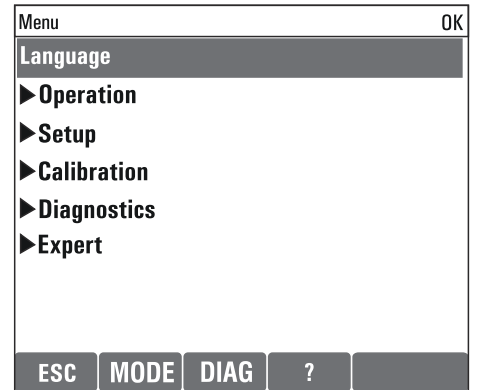 Menu OK
Language
▶Operation
▶Setup
▶Calibration
▶Diagnostics
▶Expert
ESC MODE DIAG ?